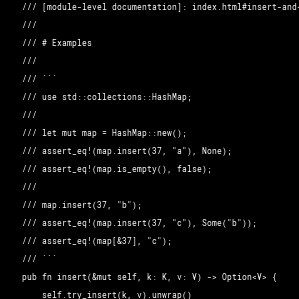 /// [module-level documentation]: index.html#insert-and-
///
/// # Examples
///
/// ```
/// use std::collections::HashMap;
///
/// let mut map = HashMap::new();
/// assert_eq!(map.insert(37, "a"), None);
/// assert_eq!(map.is_empty(), false);
///
/// map.insert(37, "b");
/// assert_eq!(map.insert(37, "c"), Some("b"));
/// assert_eq!(map[&37], "c");
/// ```
pub fn insert(&mut self, k: K, v: V) -> Option<V> {
self.try_insert(k, v).unwrap()